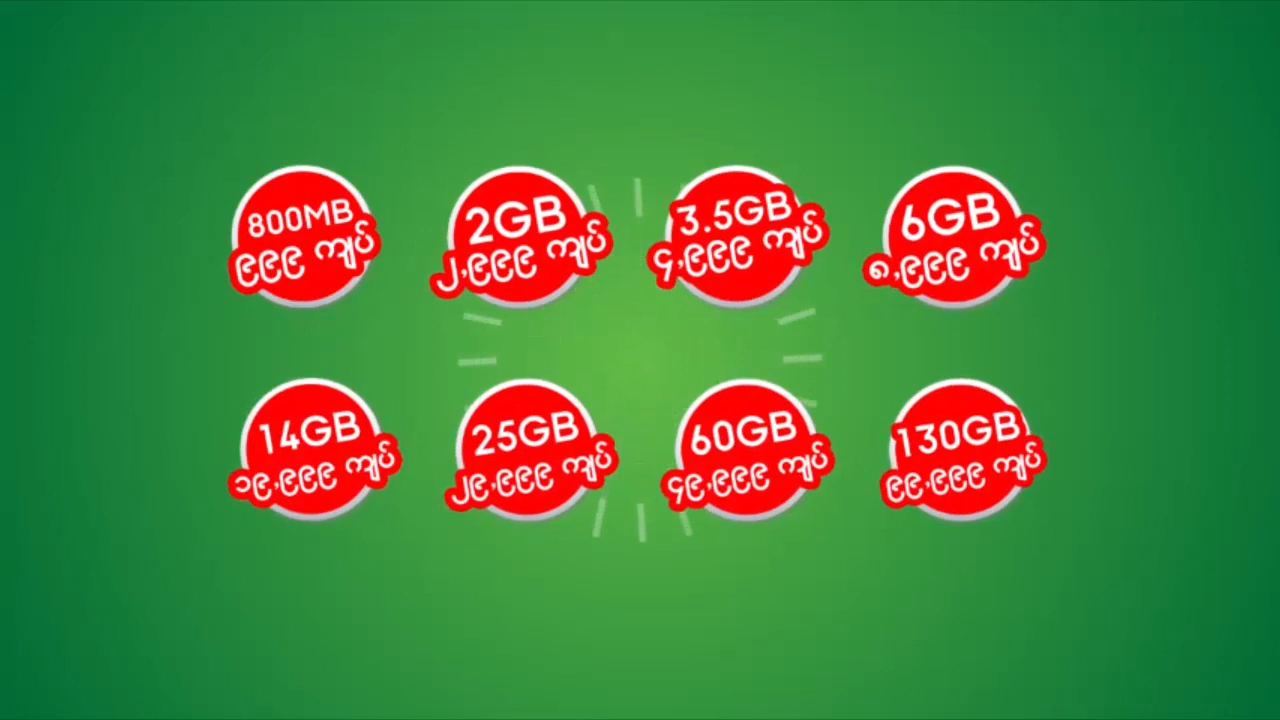 800MB
၉၉၉ ကျပ်
2GB
၂,၉၉၉ ကျပ်
3.5GB
၄,၉၉၉ ကျပ်
6GB
၈,၉၉၉ ကျပ်
14GB
၁၉,၉၉၉ ကျပ်
25GB
၂၉,၉၉၉ ကျပ်
60GB
၄၉,၉၉၉ ကျပ်
130GB
၉၉,၉၉၉ ကျပ်